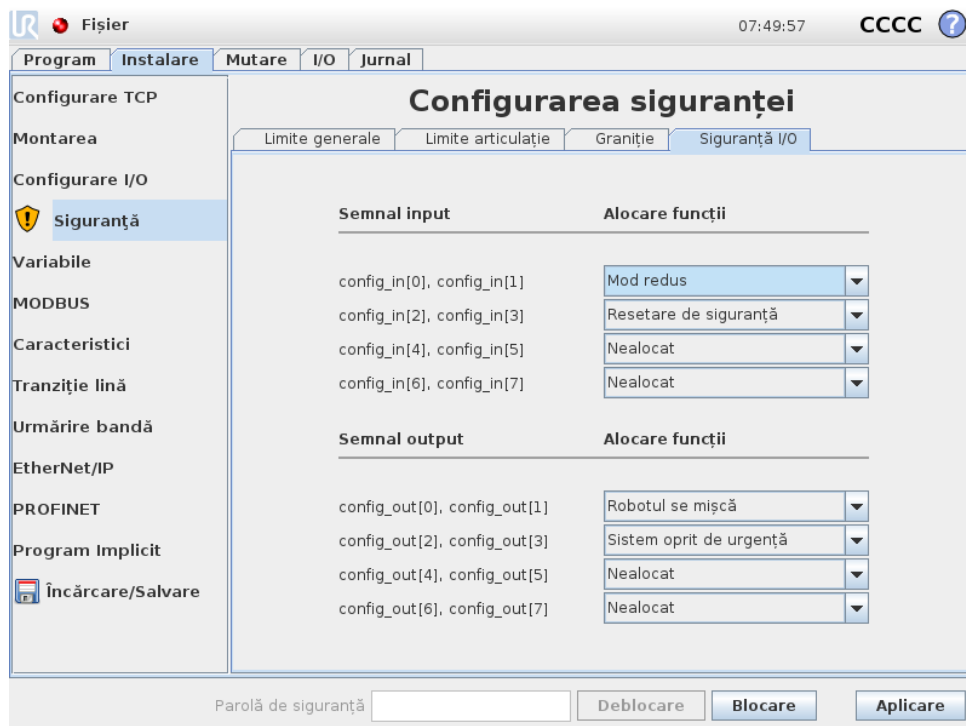 UR Fișier 07:49:57 CCCC ?
Program Instalare Mutare I/O Jurnal
Configurare TCP
Montarea
Configurare I/O
Siguranță
Variabile
MODBUS
Caracteristici
Tranziție lină
Urmărire bandă
EtherNet/IP
PROFINET
Program Implicit
Încărcare/Salvare
Configurarea siguranței
Limite generale Limite articulație Graniție Siguranță I/O
Semnal input Alocare funcții
config_in[0], config_in[1] Mod redus
config_in[2], config_in[3] Resetare de siguranță
config_in[4], config_in[5] Nealocat
config_in[6], config_in[7] Nealocat
Semnal output Alocare funcții
config_out[0], config_out[1] Robotul se mișcă
config_out[2], config_out[3] Sistem oprit de urgență
config_out[4], config_out[5] Nealocat
config_out[6], config_out[7] Nealocat
Parolă de siguranță Deblocare Blocare Aplicare